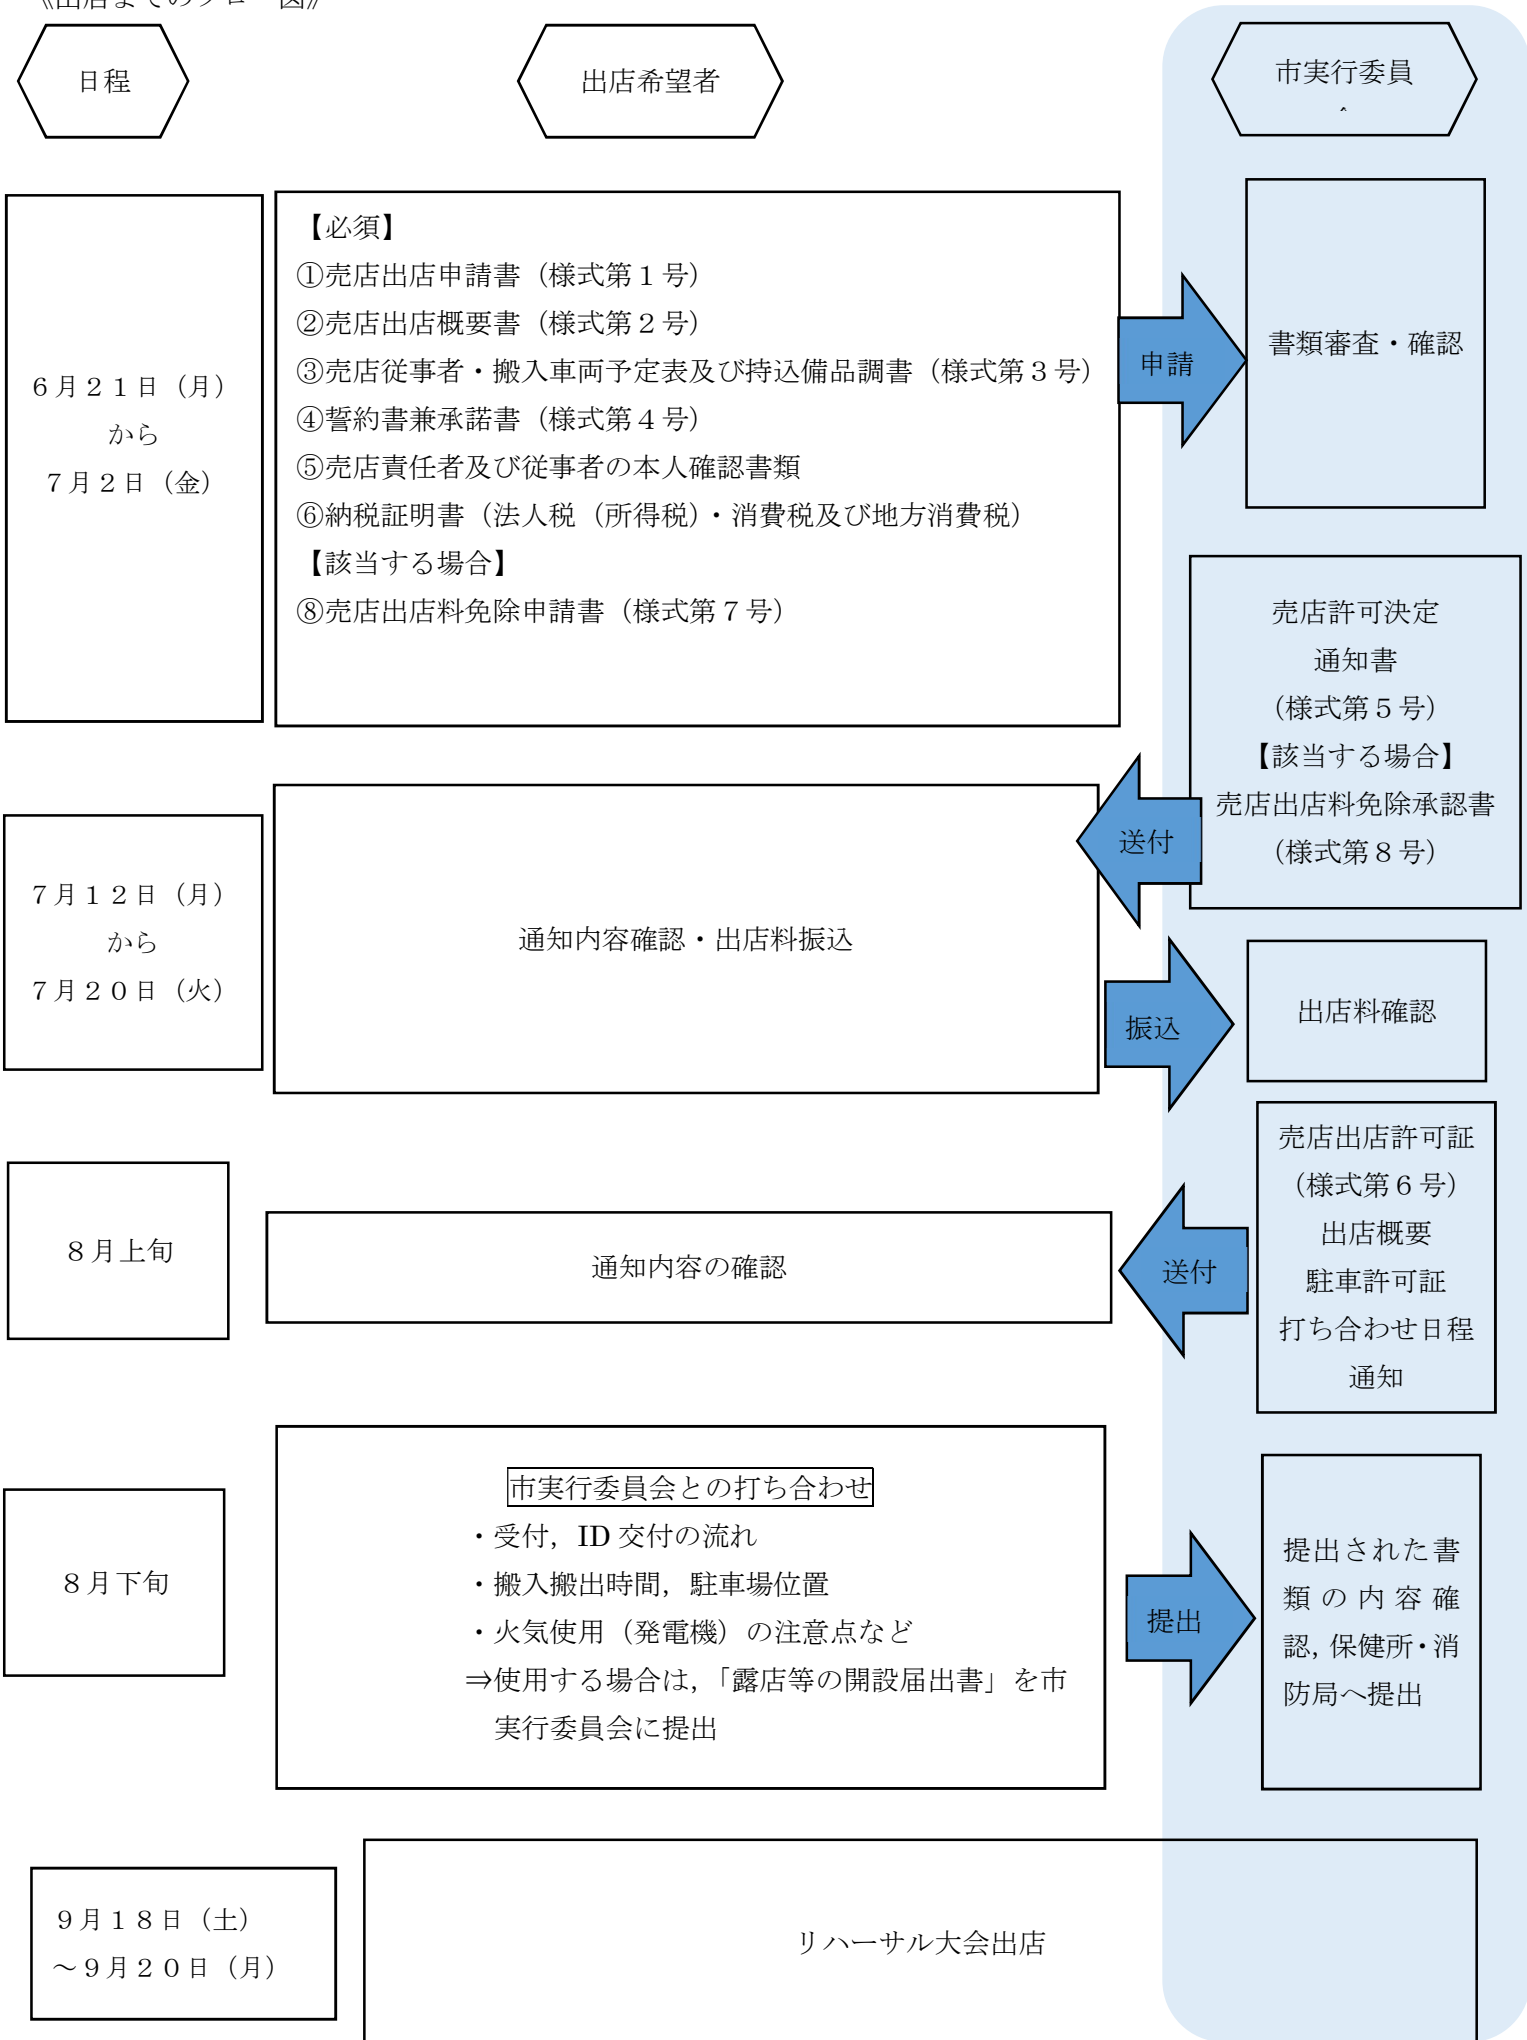 《出店までのフロー図》
日程
出店希望者
市実行委員
６月２１日（月）
から
７月２日（金）
【必須】
①売店出店申請書（様式第１号）
②売店出店概要書（様式第２号）
③売店従事者・搬入車両予定表及び持込備品調書（様式第３号）
④誓約書兼承諾書（様式第４号）
⑤売店責任者及び従事者の本人確認書類
⑥納税証明書（法人税（所得税）・消費税及び地方消費税）
【該当する場合】
⑧売店出店料免除申請書（様式第７号）
申請
書類審査・確認
売店許可決定
通知書
（様式第５号）
【該当する場合】
売店出店料免除承認書
（様式第８号）
送付
７月１２日（月）
から
７月２０日（火）
通知内容確認・出店料振込
振込
出店料確認
８月上旬
通知内容の確認
送付
売店出店許可証
（様式第６号）
出店概要
駐車許可証
打ち合わせ日程
通知
８月下旬
市実行委員会との打ち合わせ
・受付，ID 交付の流れ
・搬入搬出時間，駐車場位置
・火気使用（発電機）の注意点など
⇒使用する場合は，「露店等の開設届出書」を市
実行委員会に提出
提出
提出された書
類の内容確
認，保健所・消
防局へ提出
９月１８日（土）
～９月２０日（月）
リハーサル大会出店